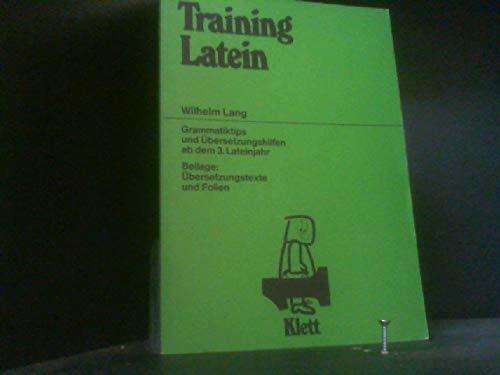 Training
Latein
Wilhelm Lang
Grammatiktips
und Übersetzungshilfen
ab dem 3. Lateinjahr
Beilage:
Übersetzungstexte
und Folien
Klett